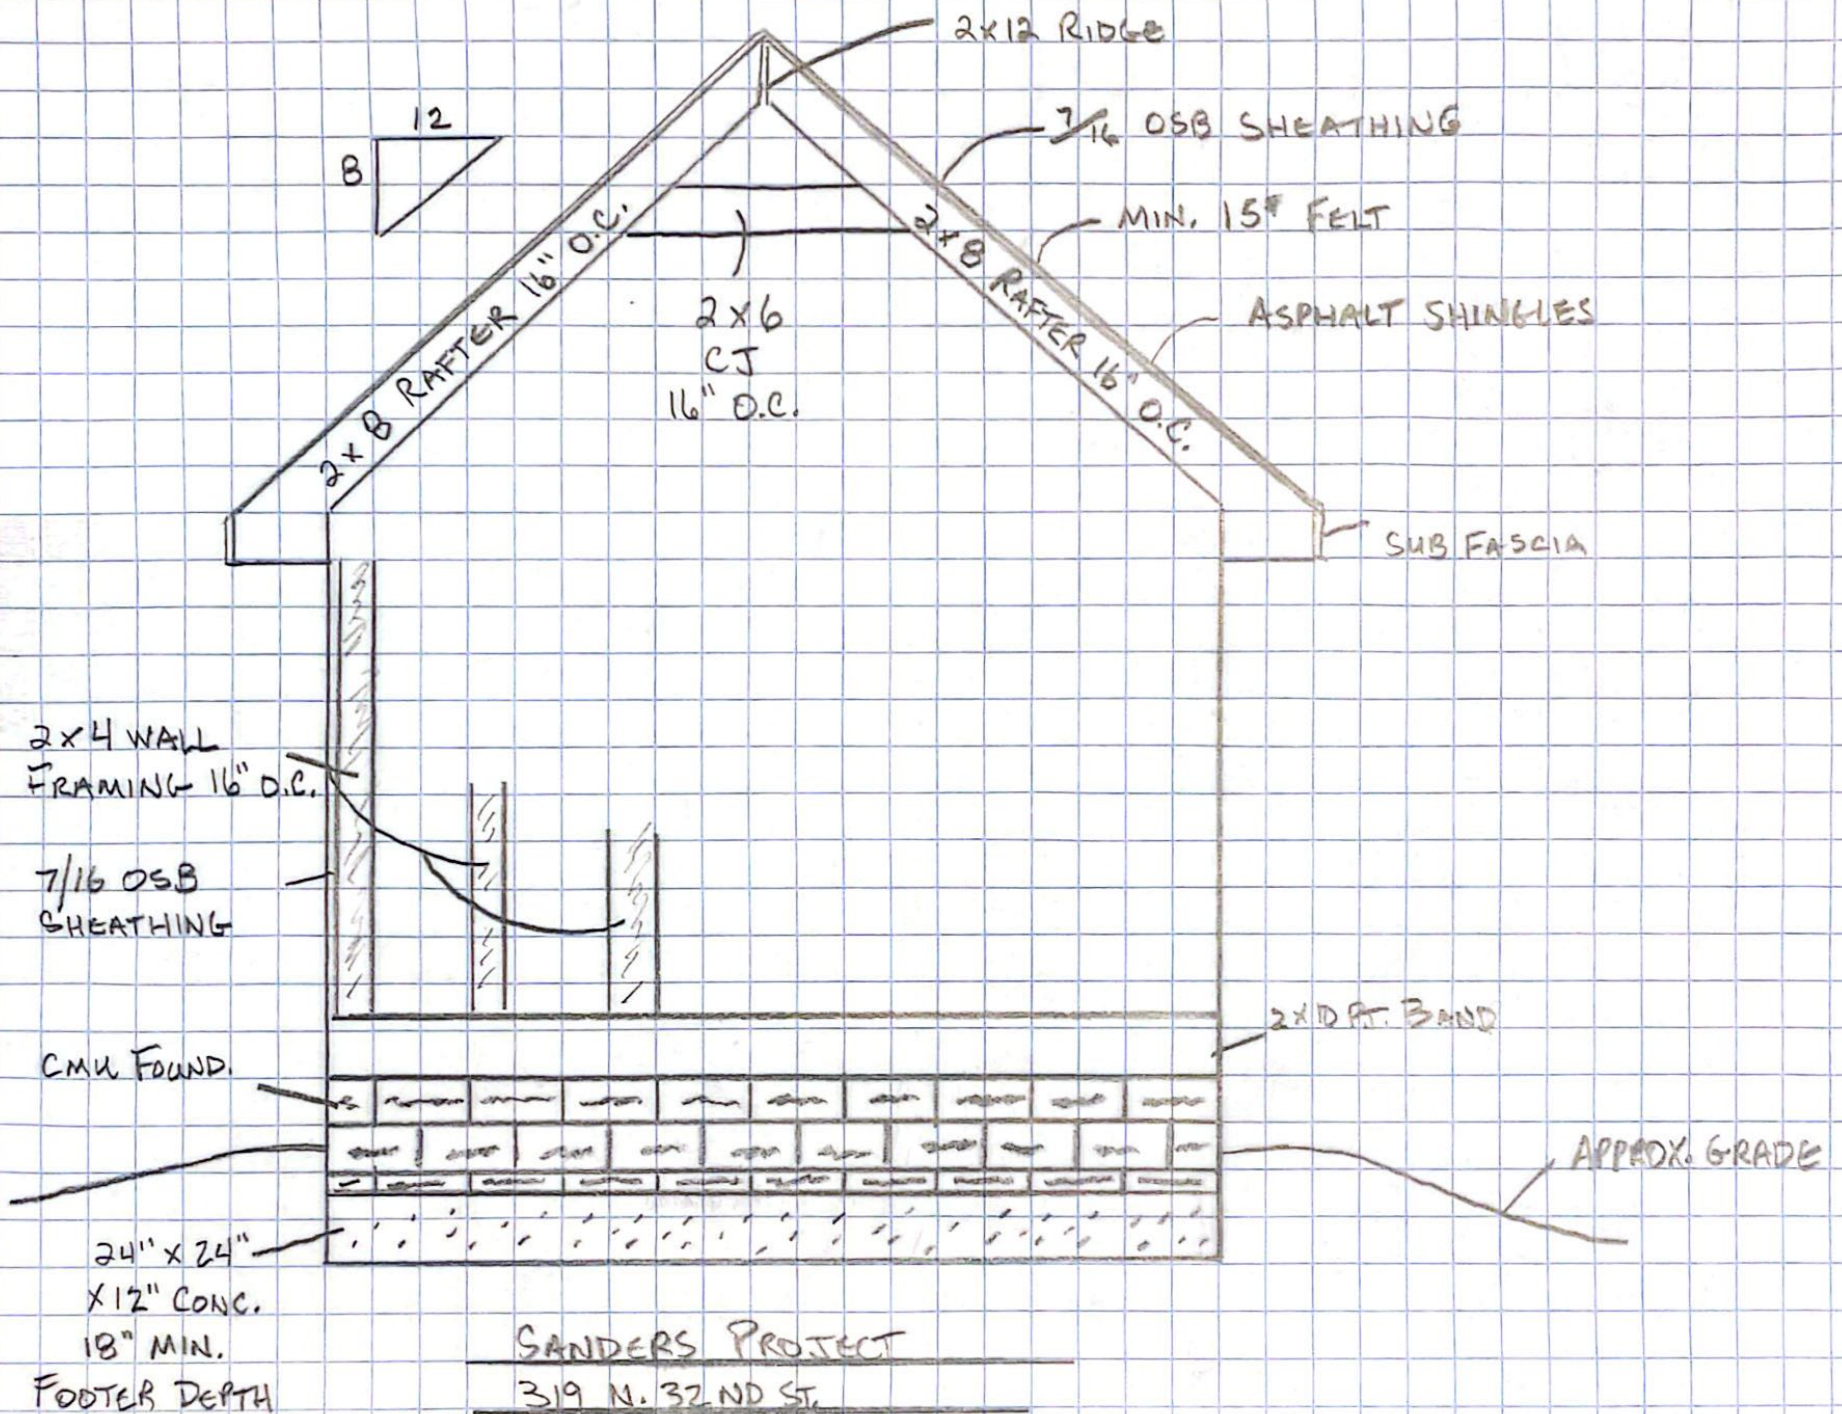 2x12 RIDGE
12
8
7/16 OSB SHEATHING
MIN. 15# FELT
ASPHALT SHINGLES
2x8 RAFTER 16" O.C.
2x8 RAFTER 16" O.C.
2x6
CJ
16" O.C.
SUB FASCIA
2x4 WALL
FRAMING 16" O.C.
7/16 OSB
SHEATHING
2x10 P.T. BAND
CMU FOUND.
APPROX. GRADE
24" x 24"
x12" CONC.
18" MIN.
FOOTER DEPTH
SANDERS PROJECT
319 N. 32ND ST.